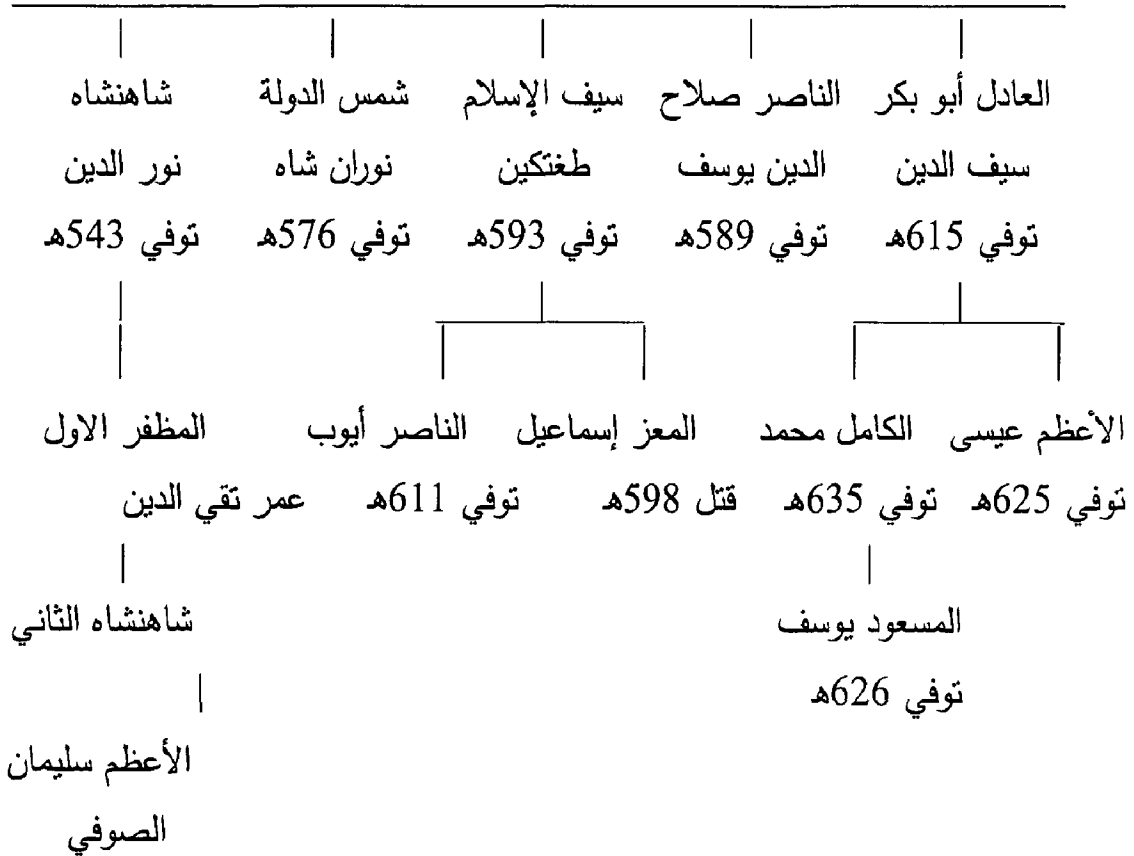 العادل أبو بكر الناصر صلاح سيف الإسلام شمس الدولة شاهنشاه
سيف الدين الدين يوسف طغتكين نوران شاه نور الدين
توفي 615هـ توفي 589هـ توفي 593هـ توفي 576هـ توفي 543هـ
الأعظم عيسى الكامل محمد المعز إسماعيل الناصر أيوب المظفر الاول
توفي 625هـ توفي 635هـ قتل 598هـ توفي 611هـ عمر تقي الدين
المسعود يوسف شاهنشاه الثاني
توفي 626هـ
الأعظم سليمان
الصوفي